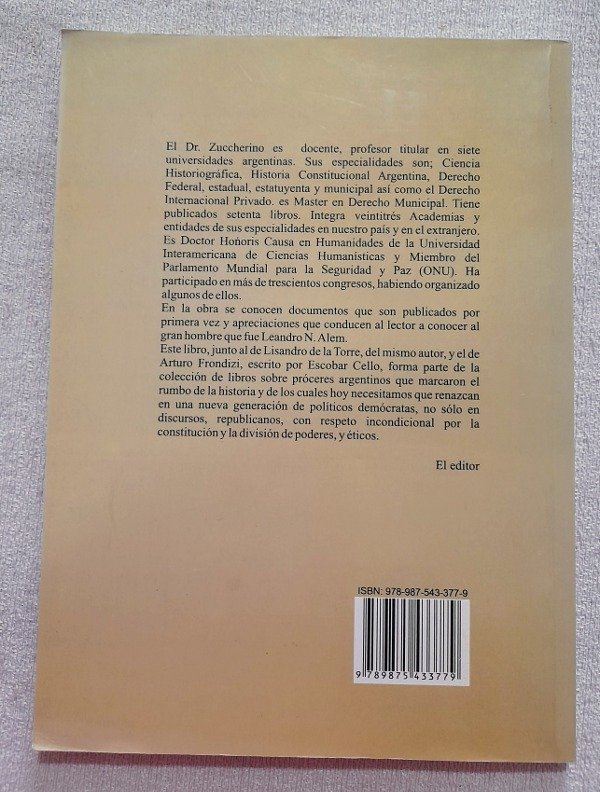 El Dr. Zuccherino es docente, profesor titular en siete
universidades argentinas. Sus especialidades son; Ciencia
Historiográfica, Historia Constitucional Argentina, Derecho
Federal, estadual, estatuyenta y municipal así como el Derecho
Internacional Privado. es Master en Derecho Municipal. Tiene
publicados setenta libros. Integra veintitrés Academias y
entidades de sus especialidades en nuestro país y en el extranjero.
Es Doctor Hoñoris Causa en Humanidades de la Universidad
Interamericana de Ciencias Humanísticas y Miembro del
Parlamento Mundial para la Seguridad y Paz (ONU). Ha
participado en más de trescientos congresos, habiendo organizado
algunos de ellos.
En la obra se conocen documentos que son publicados por
primera vez y apreciaciones que conducen al lector a conocer al
gran hombre que fue Leandro N. Alem.
Este libro, junto al de Lisandro de la Torre, del mismo autor, y el de
Arturo Frondizi, escrito por Escobar Cello, forma parte de la
colección de libros sobre próceres argentinos que marcaron el
rumbo de la historia y de los cuales hoy necesitamos que renazcan
en una nueva generación de políticos demócratas, no sólo en
discursos, republicanos, con respeto incondicional por la
constitución y la división de poderes, y éticos.
El editor
ISBN: 978-987-543-377-9
9 789875 433779